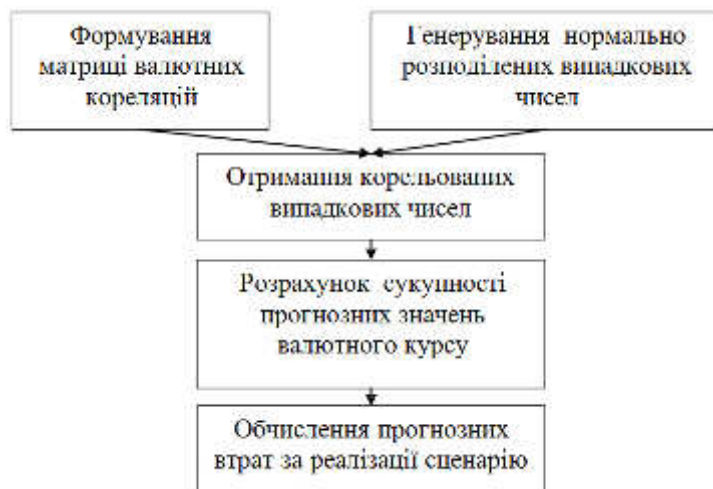 Формування
матриці валютних
кореляцій
Генерування нормально
розподілених випадкових
чисел
Отримання корельованих
випадкових чисел
Розрахунок сукупності
прогнозних значень
валютного курсу
Обчислення прогнозних
втрат за реалізації сценарію